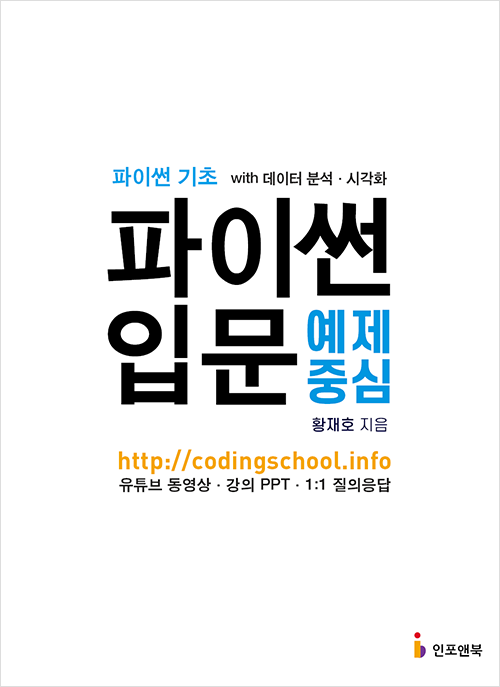 파이썬 기초 with 데이터 분석 · 시각화
파이썬
입문 예제
중심
황재호 지음
http://codingschool.info
유튜브 동영상 · 강의 PPT · 1:1 질의응답
인포앤북